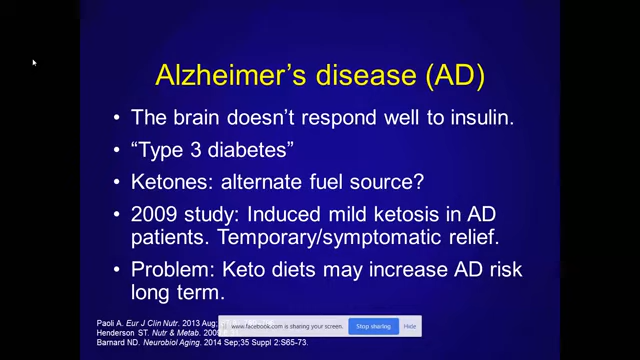 Alzheimer's disease (AD)
• The brain doesn't respond well to insulin.
• "Type 3 diabetes"
• Ketones: alternate fuel source?
• 2009 study: Induced mild ketosis in AD
patients. Temporary/symptomatic relief.
• Problem: Keto diets may increase AD risk
long term.
Paoli A. Eur J Clin Nutr. 2013 Aug;
Henderson ST. Nutr & Metab. 2009
www.facebook.com is sharing your screen. Stop sharing Hide
Barnard ND. Neurobiol Aging. 2014 Sep;35 Suppl 2:S65-73.